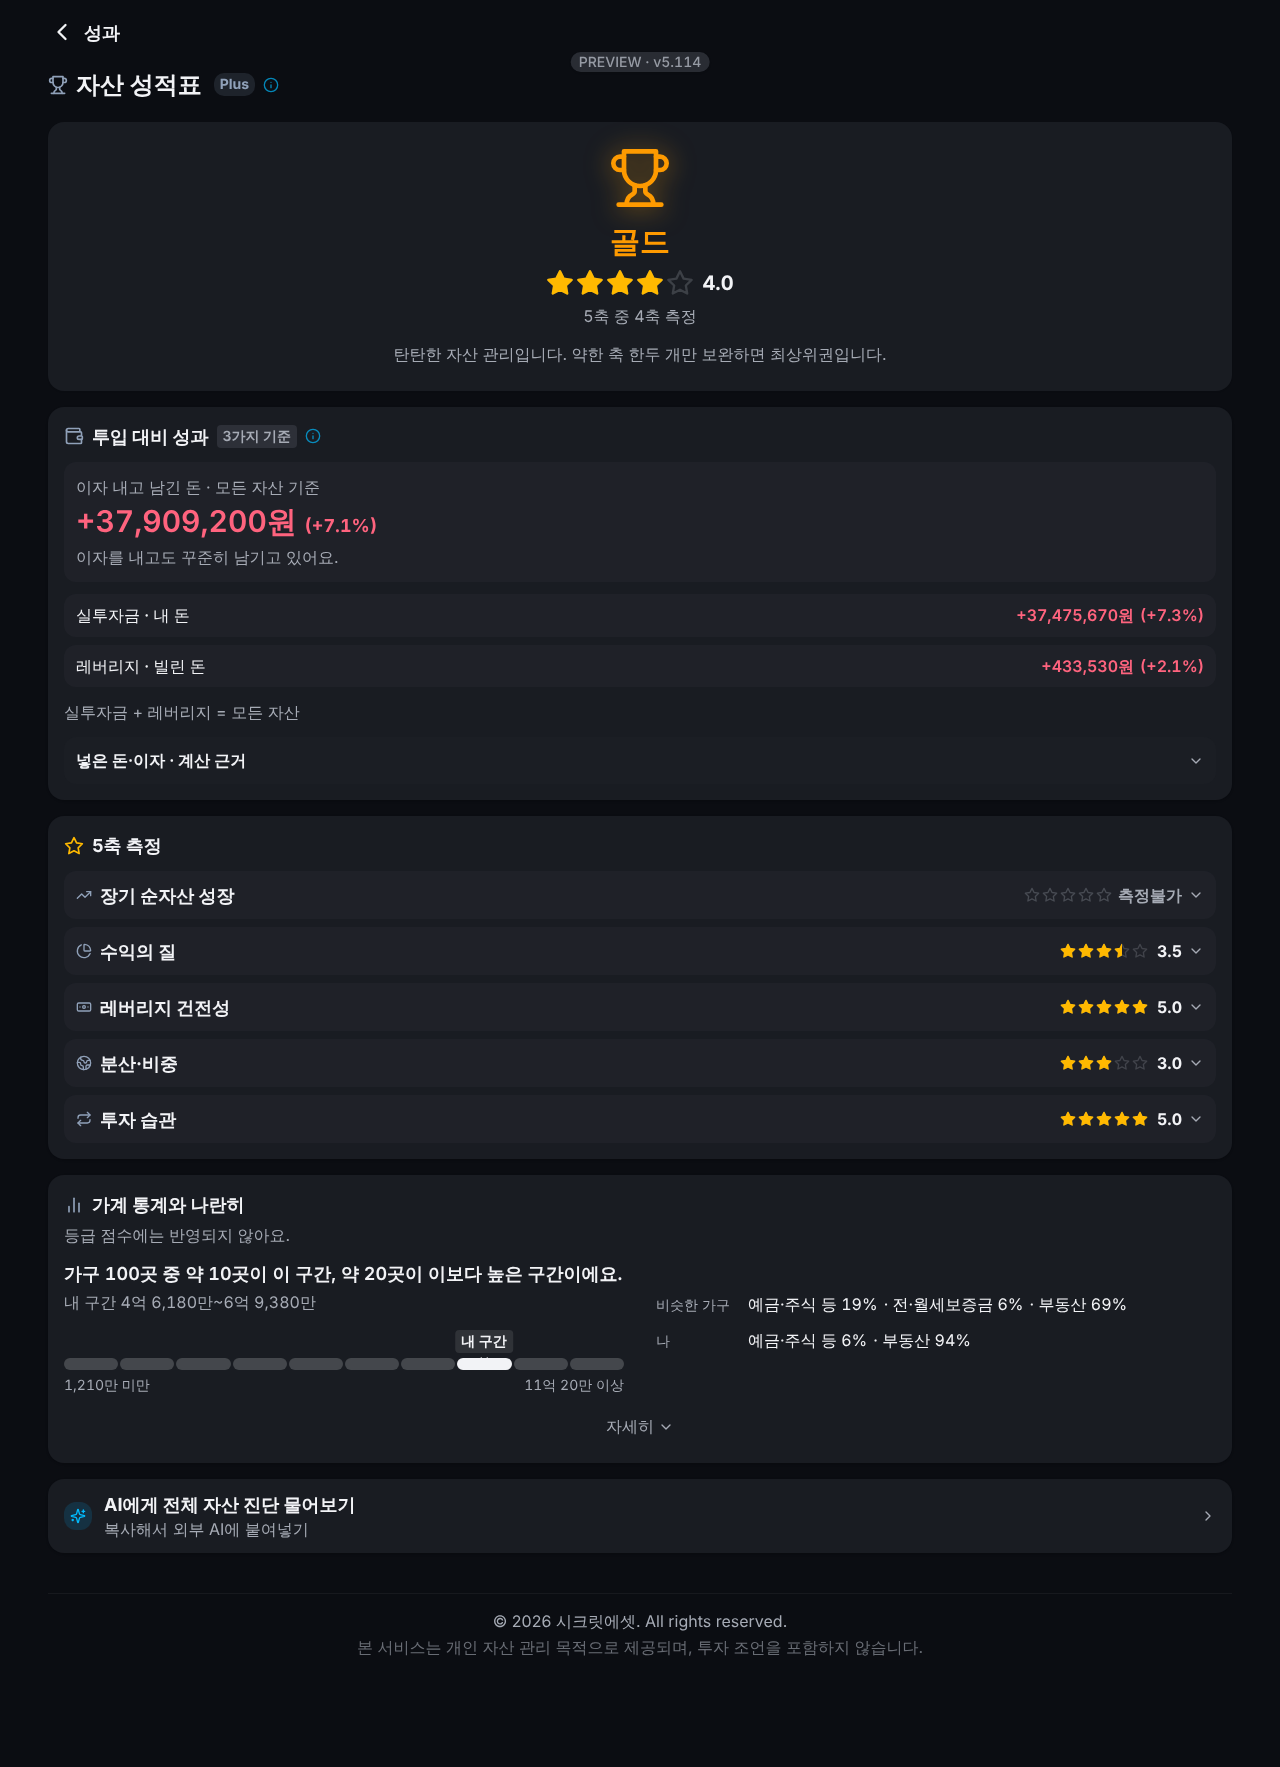 성과
PREVIEW · v5.114
자산 성적표 Plus
골드
4.0
5축 중 4축 측정
탄탄한 자산 관리입니다. 약한 축 한두 개만 보완하면 최상위권입니다.
투입 대비 성과 3가지 기준
이자 내고 남긴 돈 · 모든 자산 기준
+37,909,200원 (+7.1%)
이자를 내고도 꾸준히 남기고 있어요.
실투자금 · 내 돈 +37,475,670원 (+7.3%)
레버리지 · 빌린 돈 +433,530원 (+2.1%)
실투자금 + 레버리지 = 모든 자산
넣은 돈·이자 · 계산 근거
5축 측정
장기 순자산 성장 측정불가
수익의 질 3.5
레버리지 건전성 5.0
분산·비중 3.0
투자 습관 5.0
가계 통계와 나란히
등급 점수에는 반영되지 않아요.
가구 100곳 중 약 10곳이 이 구간, 약 20곳이 이보다 높은 구간이에요.
내 구간 4억 6,180만~6억 9,380만
내 구간
1,210만 미만 11억 20만 이상
비슷한 가구 예금·주식 등 19% · 전·월세보증금 6% · 부동산 69%
나 예금·주식 등 6% · 부동산 94%
자세히
AI에게 전체 자산 진단 물어보기
복사해서 외부 AI에 붙여넣기
© 2026 시크릿에셋. All rights reserved.
본 서비스는 개인 자산 관리 목적으로 제공되며, 투자 조언을 포함하지 않습니다.